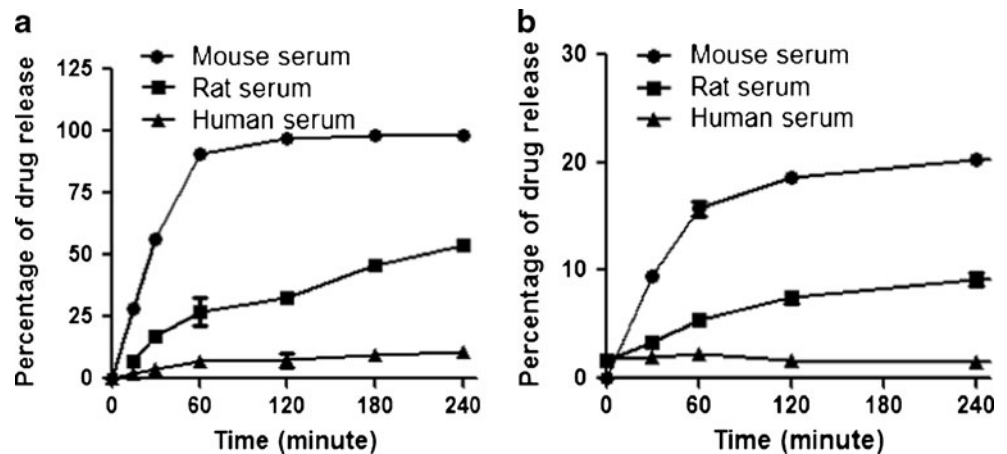 a
Mouse serum
Rat serum
Human serum
Percentage of drug release
125
100
75
50
25
0
0 60 120 180 240
Time (minute)
b
Mouse serum
Rat serum
Human serum
Percentage of drug release
30
20
10
0
0 60 120 180 240
Time (minute)